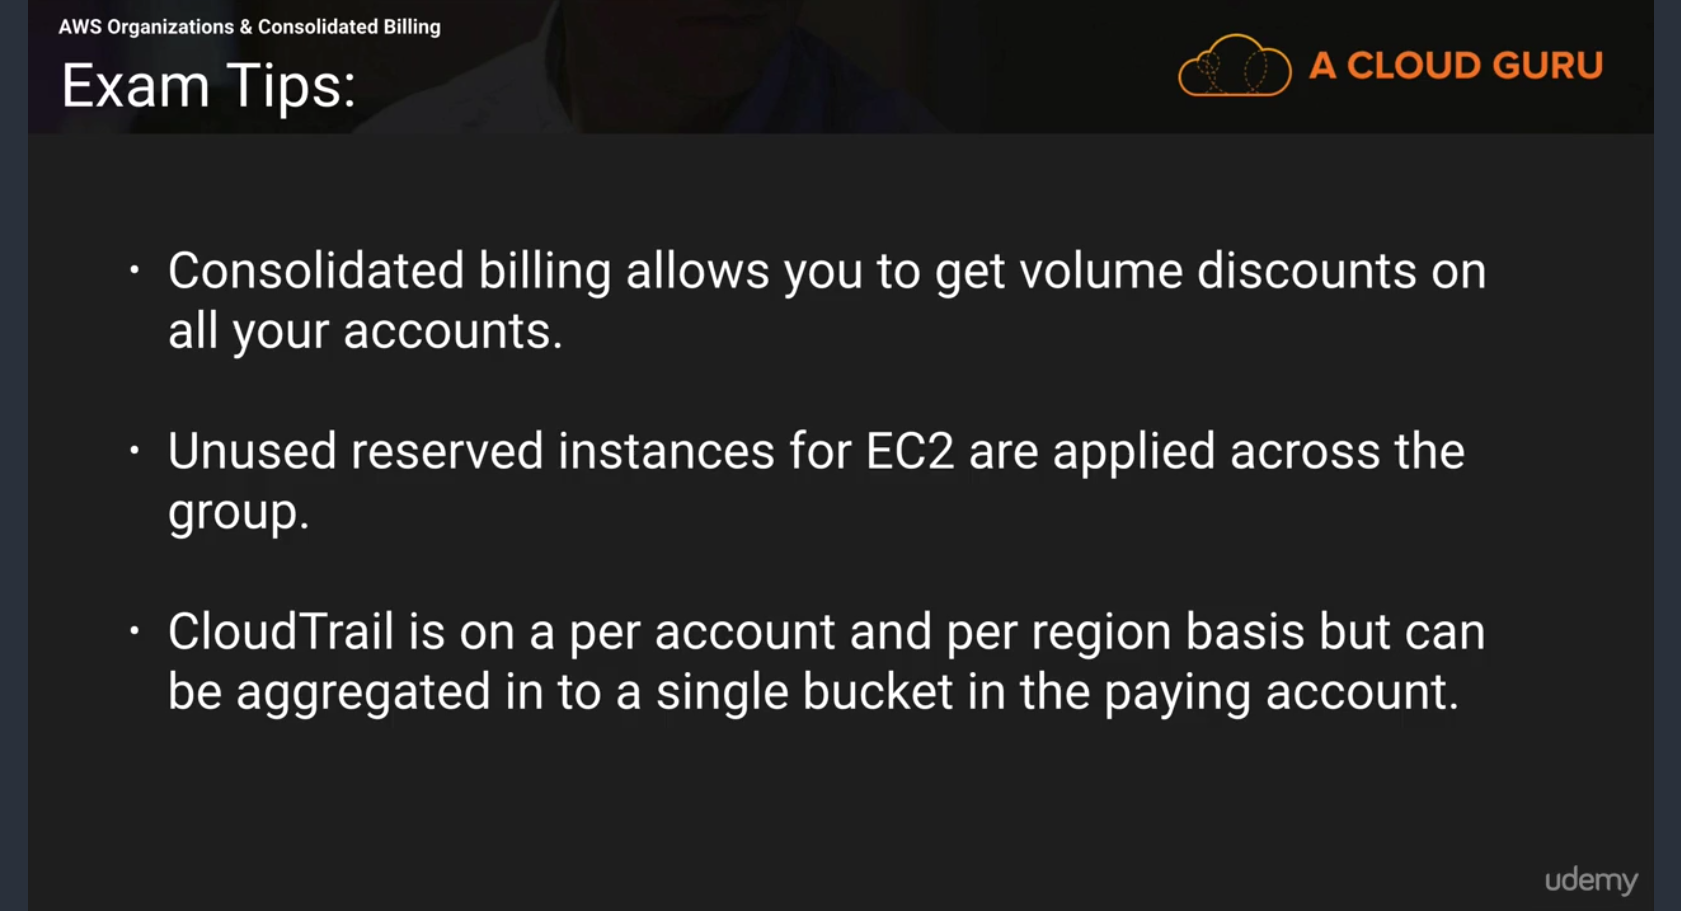 AWS Organizations & Consolidated Billing
Exam Tips:
A CLOUD GURU
• Consolidated billing allows you to get volume discounts on
all your accounts.
• Unused reserved instances for EC2 are applied across the
group.
• CloudTrail is on a per account and per region basis but can
be aggregated in to a single bucket in the paying account.
udemy